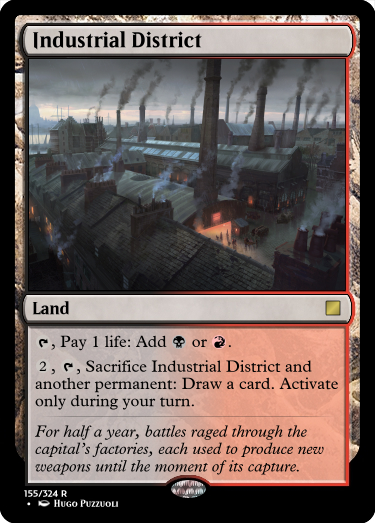 Industrial District
Land
, Pay 1 life: Add or .
2 , , Sacrifice Industrial District and
another permanent: Draw a card. Activate
only during your turn.
For half a year, battles raged through the
capital's factories, each used to produce new
weapons until the moment of its capture.
155/324 R
• Hugo Puzzuoli